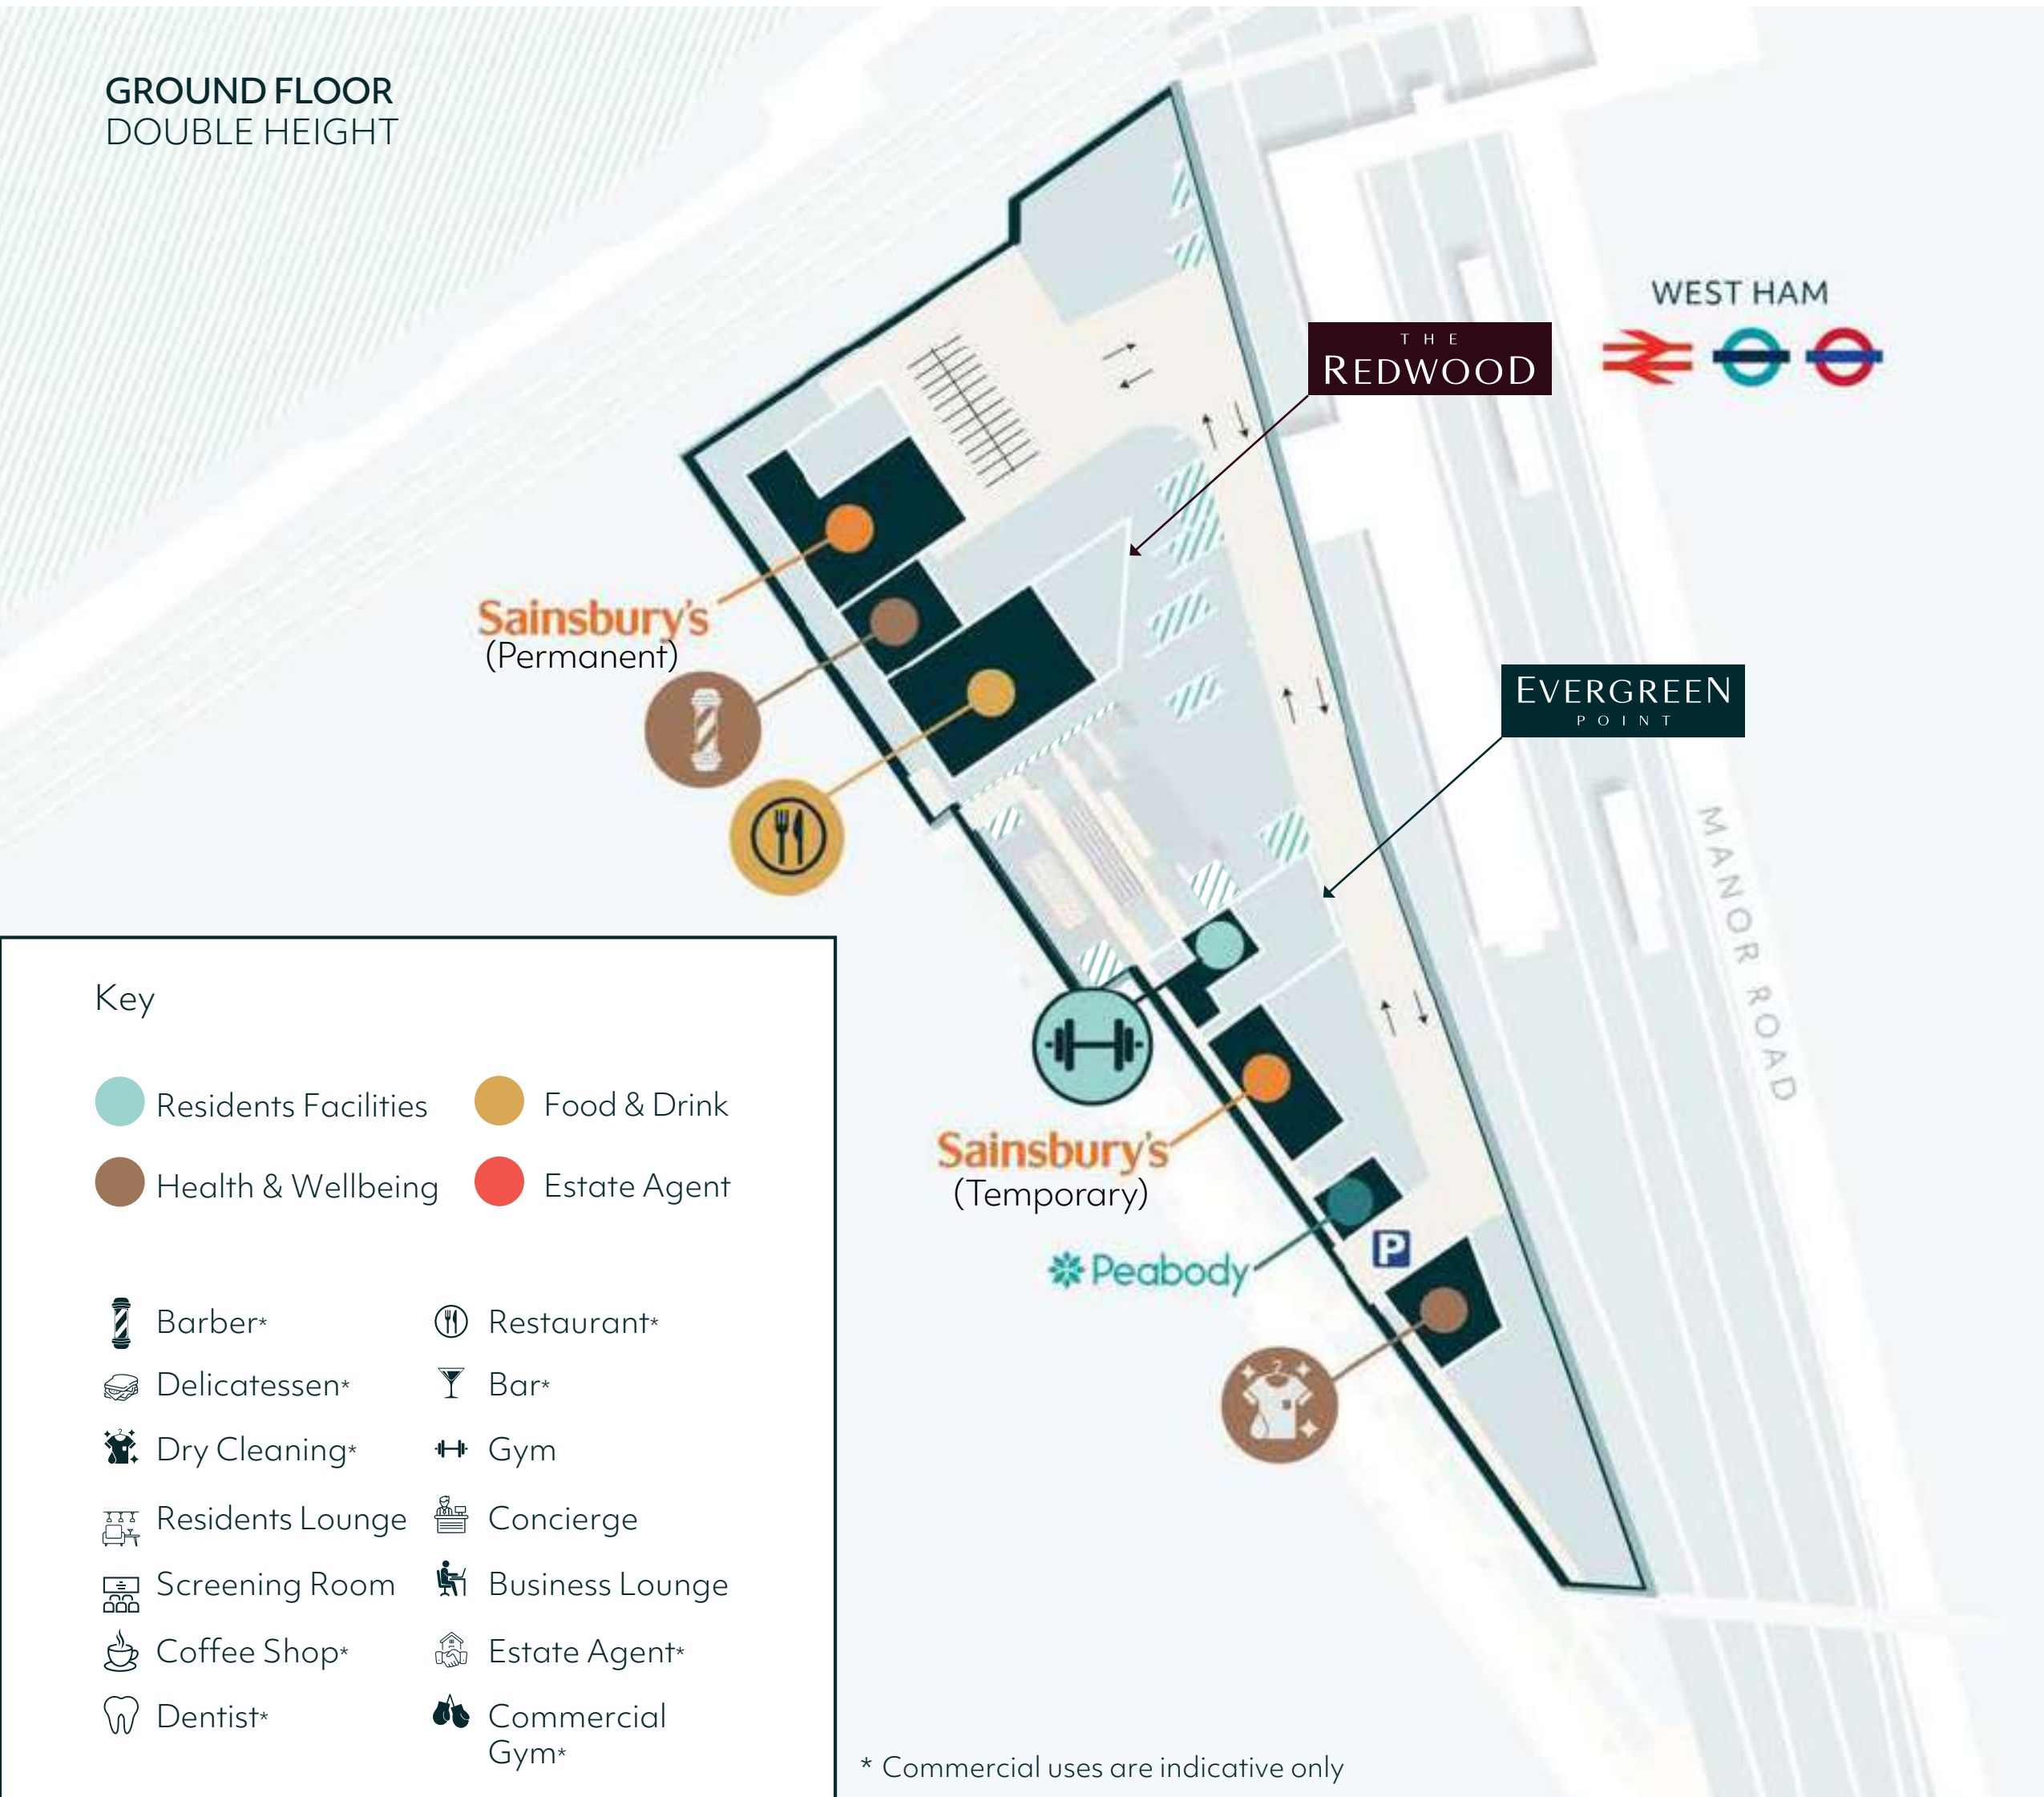 GROUND FLOOR
DOUBLE HEIGHT
WEST HAM
THE
REDWOOD
Sainsbury's
(Permanent)
EVERGREEN
POINT
MANOR ROAD
Sainsbury's
(Temporary)
Peabody
P
Key
Residents Facilities
Food & Drink
Health & Wellbeing
Estate Agent
Barber*
Restaurant*
Delicatessen*
Bar*
Dry Cleaning*
Gym
Residents Lounge
Concierge
Screening Room
Business Lounge
Coffee Shop*
Estate Agent*
Dentist*
Commercial
Gym*
* Commercial uses are indicative only